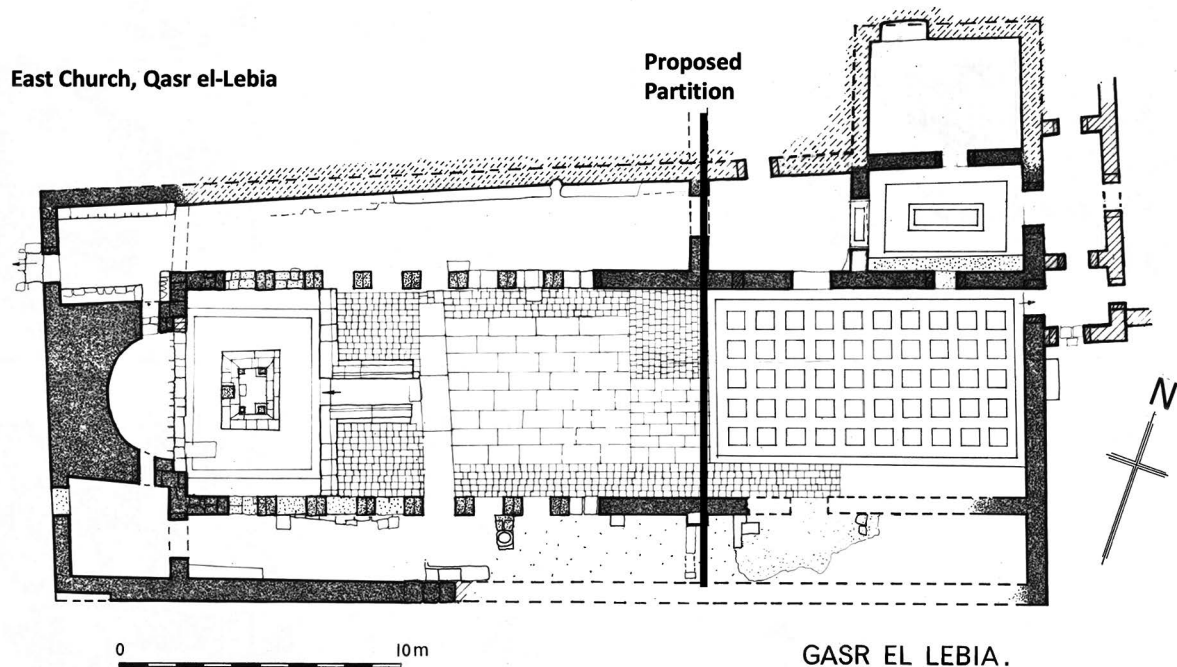 East Church, Qasr el-Lebia
Proposed
Partition
N
0 10m
GASR EL LEBIA.